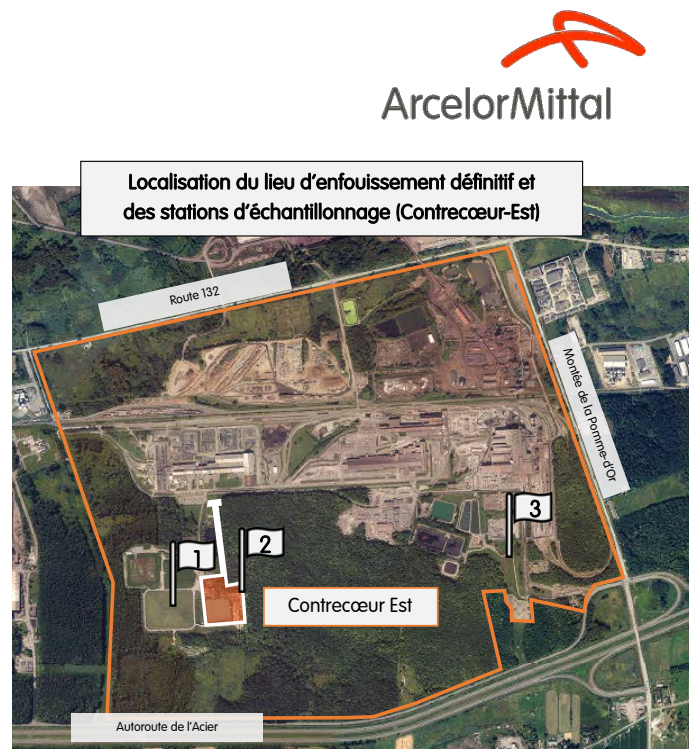 ArcelorMittal
Localisation du lieu d'enfouissement définitif et
des stations d'échantillonnage (Contrecœur-Est)
Route 132
Montée de la Pomme-d'Or
1
2
3
Contrecœur Est
Autoroute de l'Acier